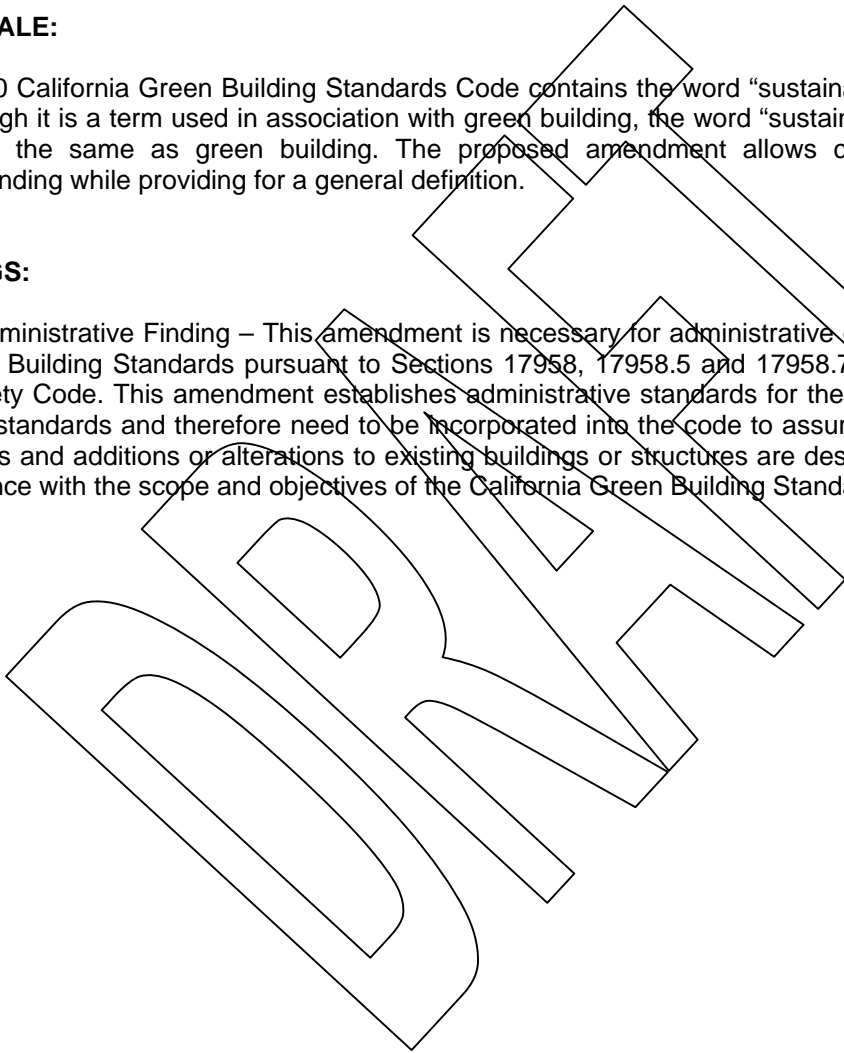 ALE:
0 California Green Building Standards Code contains the word “sustaina
gh it is a term used in association with green building, the word “sustain
the same as green building. The proposed amendment allows c
nding while providing for a general definition.
GS:
ministrative Finding – This amendment is necessary for administrative
Building Standards pursuant to Sections 17958, 17958.5 and 17958.7
ety Code. This amendment establishes administrative standards for the
standards and therefore need to be incorporated into the code to assur
s and additions or alterations to existing buildings or structures are des
nce with the scope and objectives of the California Green Building Standa
DRAFT